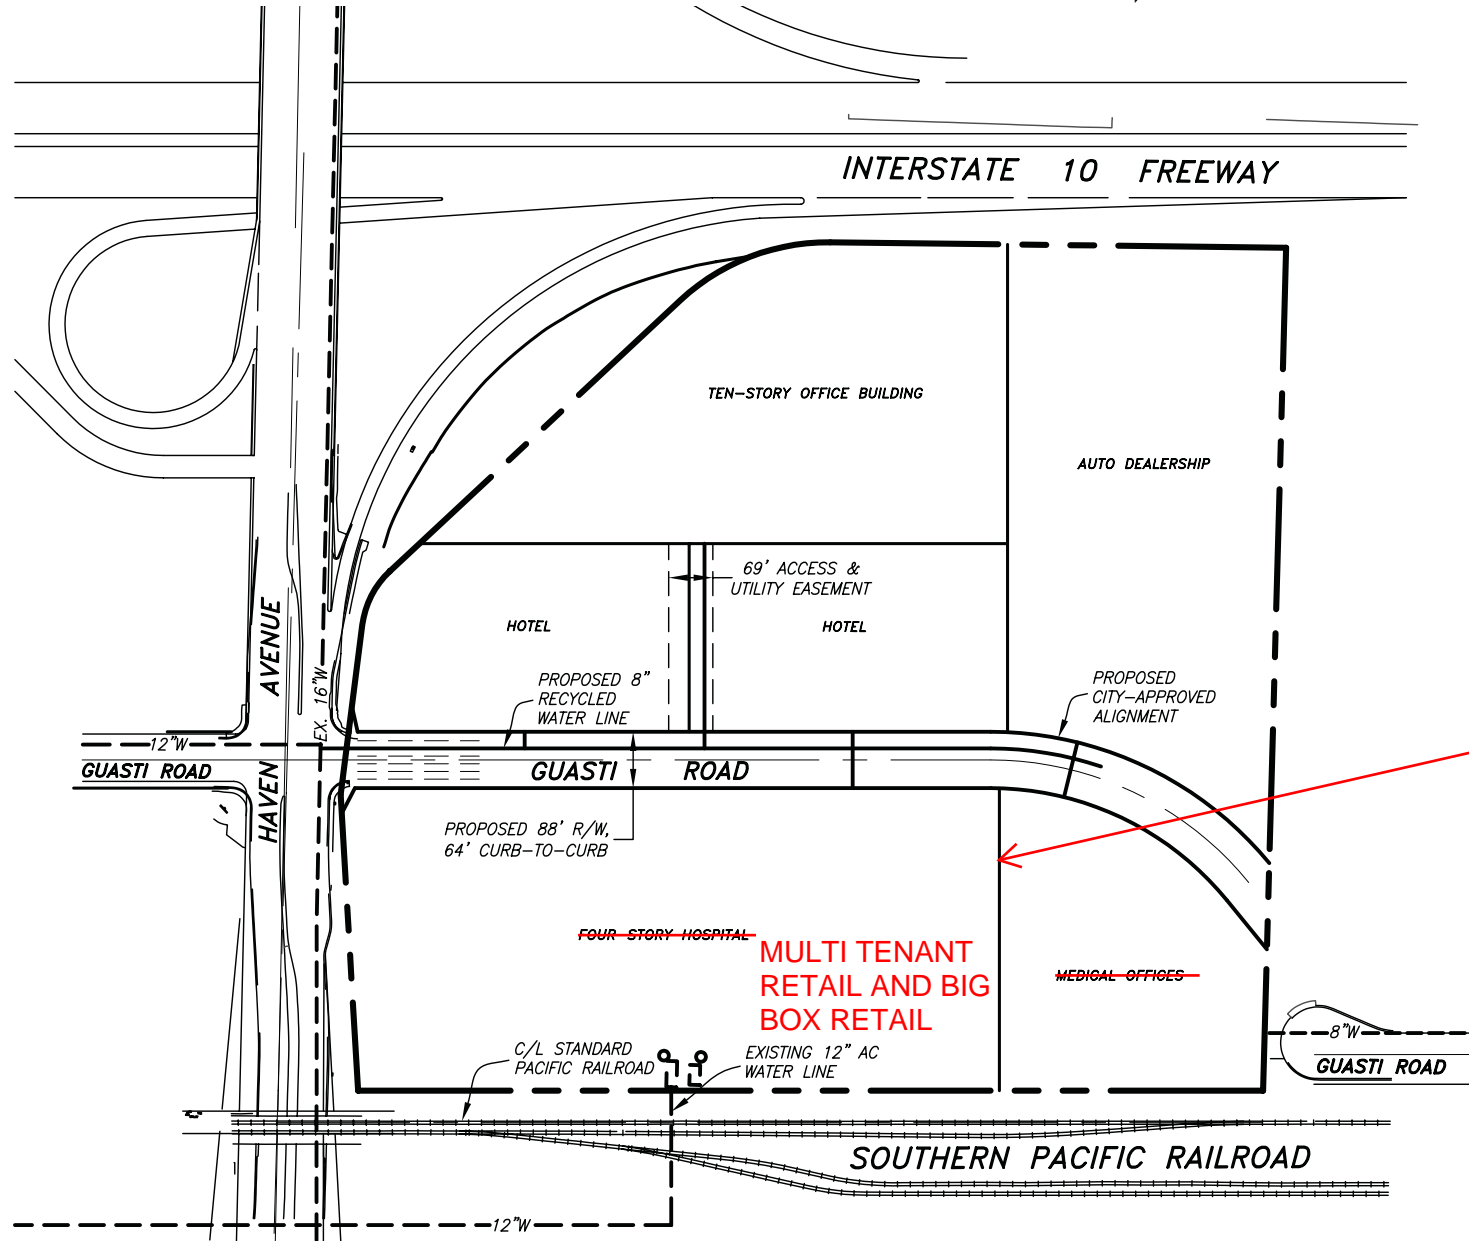 INTERSTATE 10 FREEWAY
TEN-STORY OFFICE BUILDING
AUTO DEALERSHIP
69' ACCESS &
UTILITY EASEMENT
HOTEL
HOTEL
HAVEN AVENUE
EX. 16"W
PROPOSED 8"
RECYCLED
WATER LINE
PROPOSED
CITY-APPROVED
ALIGNMENT
12"W
GUASTI ROAD
GUASTI ROAD
PROPOSED 88' R/W,
64' CURB-TO-CURB
FOUR STORY HOSPITAL
MULTI TENANT
RETAIL AND BIG
BOX RETAIL
MEDICAL OFFICES
C/L STANDARD
PACIFIC RAILROAD
EXISTING 12" AC
WATER LINE
8"W
GUASTI ROAD
SOUTHERN PACIFIC RAILROAD
12"W